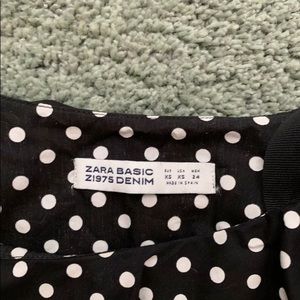 ZARA BASIC
Z1975 DENIM
EUR USA MEX
XS XS 24
MADE IN SPAIN